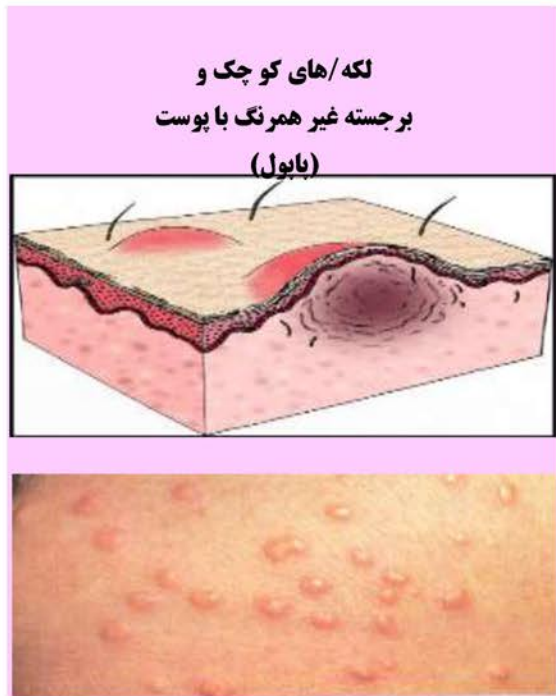 لکه/های کو چک و
برجسته غیر همرنگ با پوست
(پاپول)